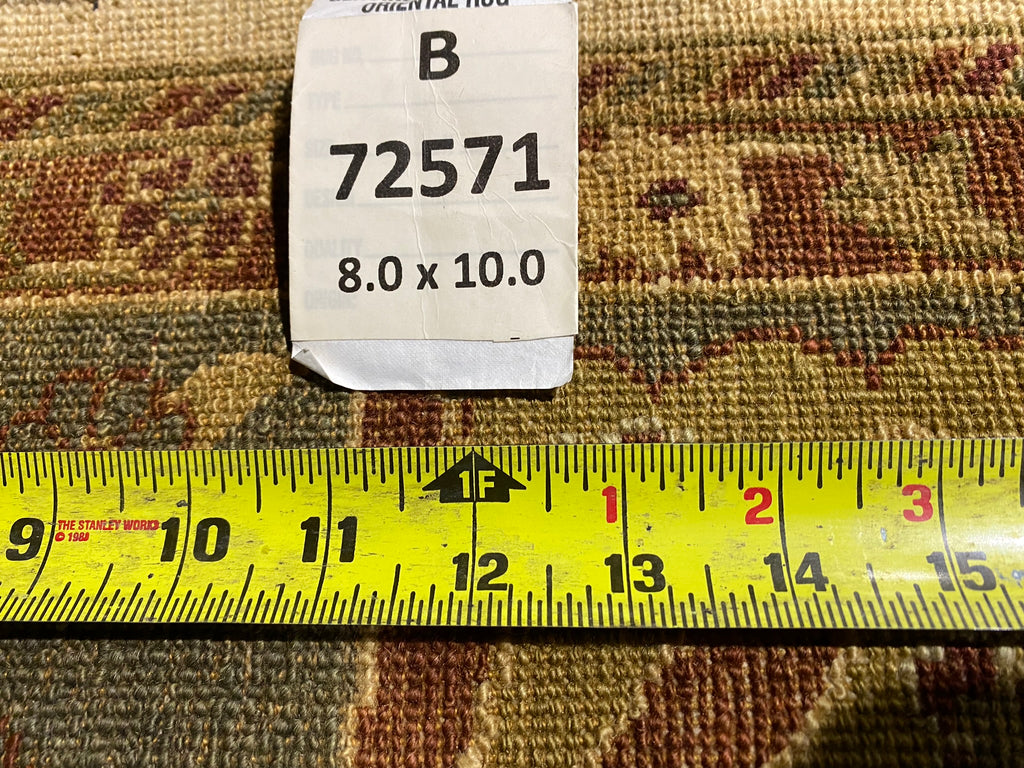 ORIENTAL RUG
B
72571
8.0 x 10.0
1F
1 2 3
THE STANLEY WORKS
© 1989
9 10 11 12 13 14 15